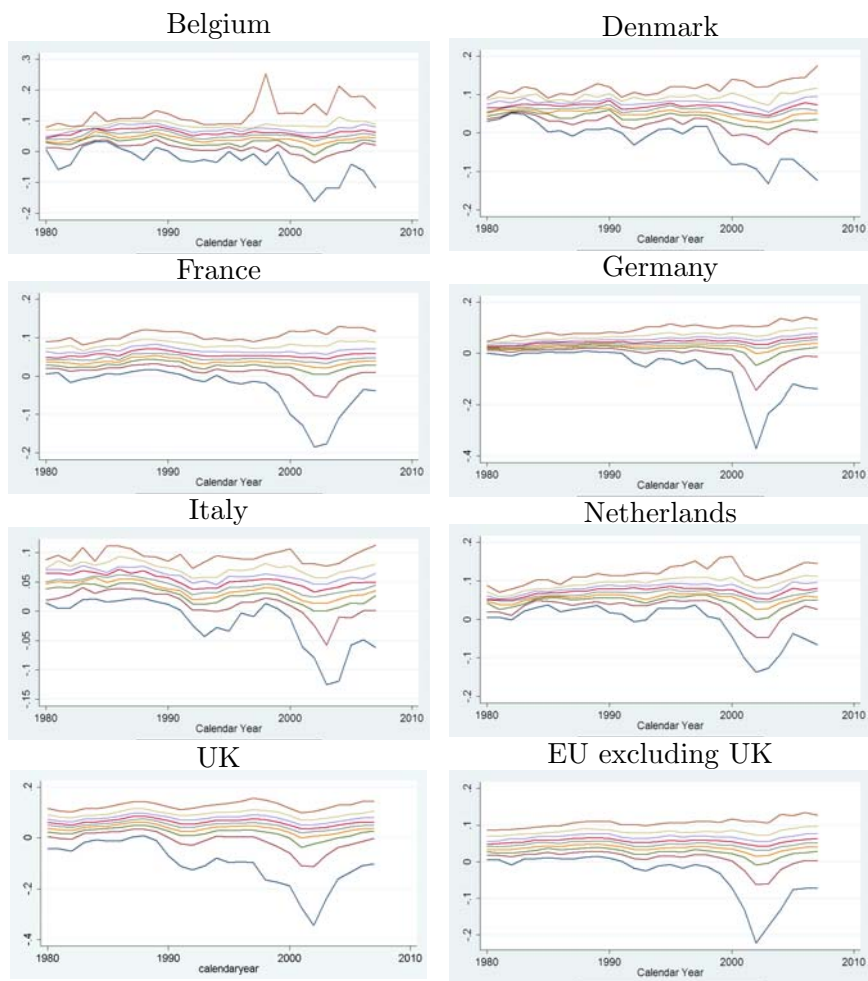 Belgium
.3
.2
.1
0
-.1
-.2
1980 1990 2000 2010
Calendar Year
Denmark
.2
.1
0
-.1
-.2
1980 1990 2000 2010
Calendar Year
France
.2
.1
0
-.1
-.2
1980 1990 2000 2010
Calendar Year
Germany
.2
0
-.2
-.4
1980 1990 2000 2010
Calendar Year
Italy
.1
.05
0
-.05
-.1
-.15
1980 1990 2000 2010
Calendar Year
Netherlands
.2
.1
0
-.1
-.2
1980 1990 2000 2010
Calendar Year
UK
.2
0
-.2
-.4
1980 1990 2000 2010
calendaryear
EU excluding UK
.2
.1
0
-.1
-.2
1980 1990 2000 2010
Calendar Year